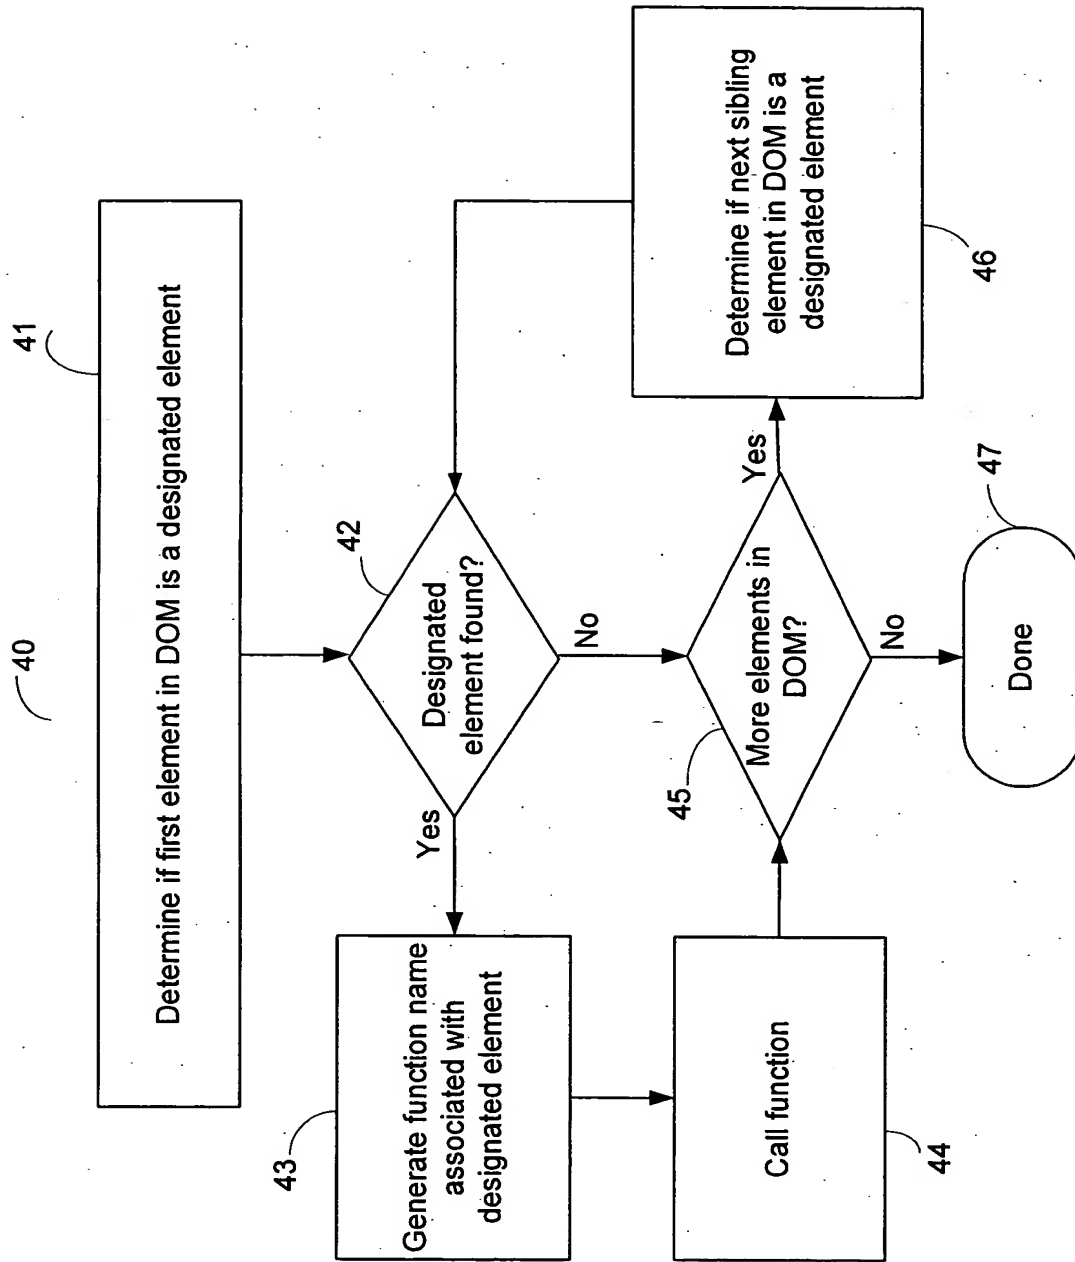 40
41
Determine if first element in DOM is a designated element
42
Designated
element found?
Yes
No
43
Generate function name
associated with
designated element
44
Call function
45
More elements in
DOM?
Yes
No
46
Determine if next sibling
element in DOM is a
designated element
47
Done